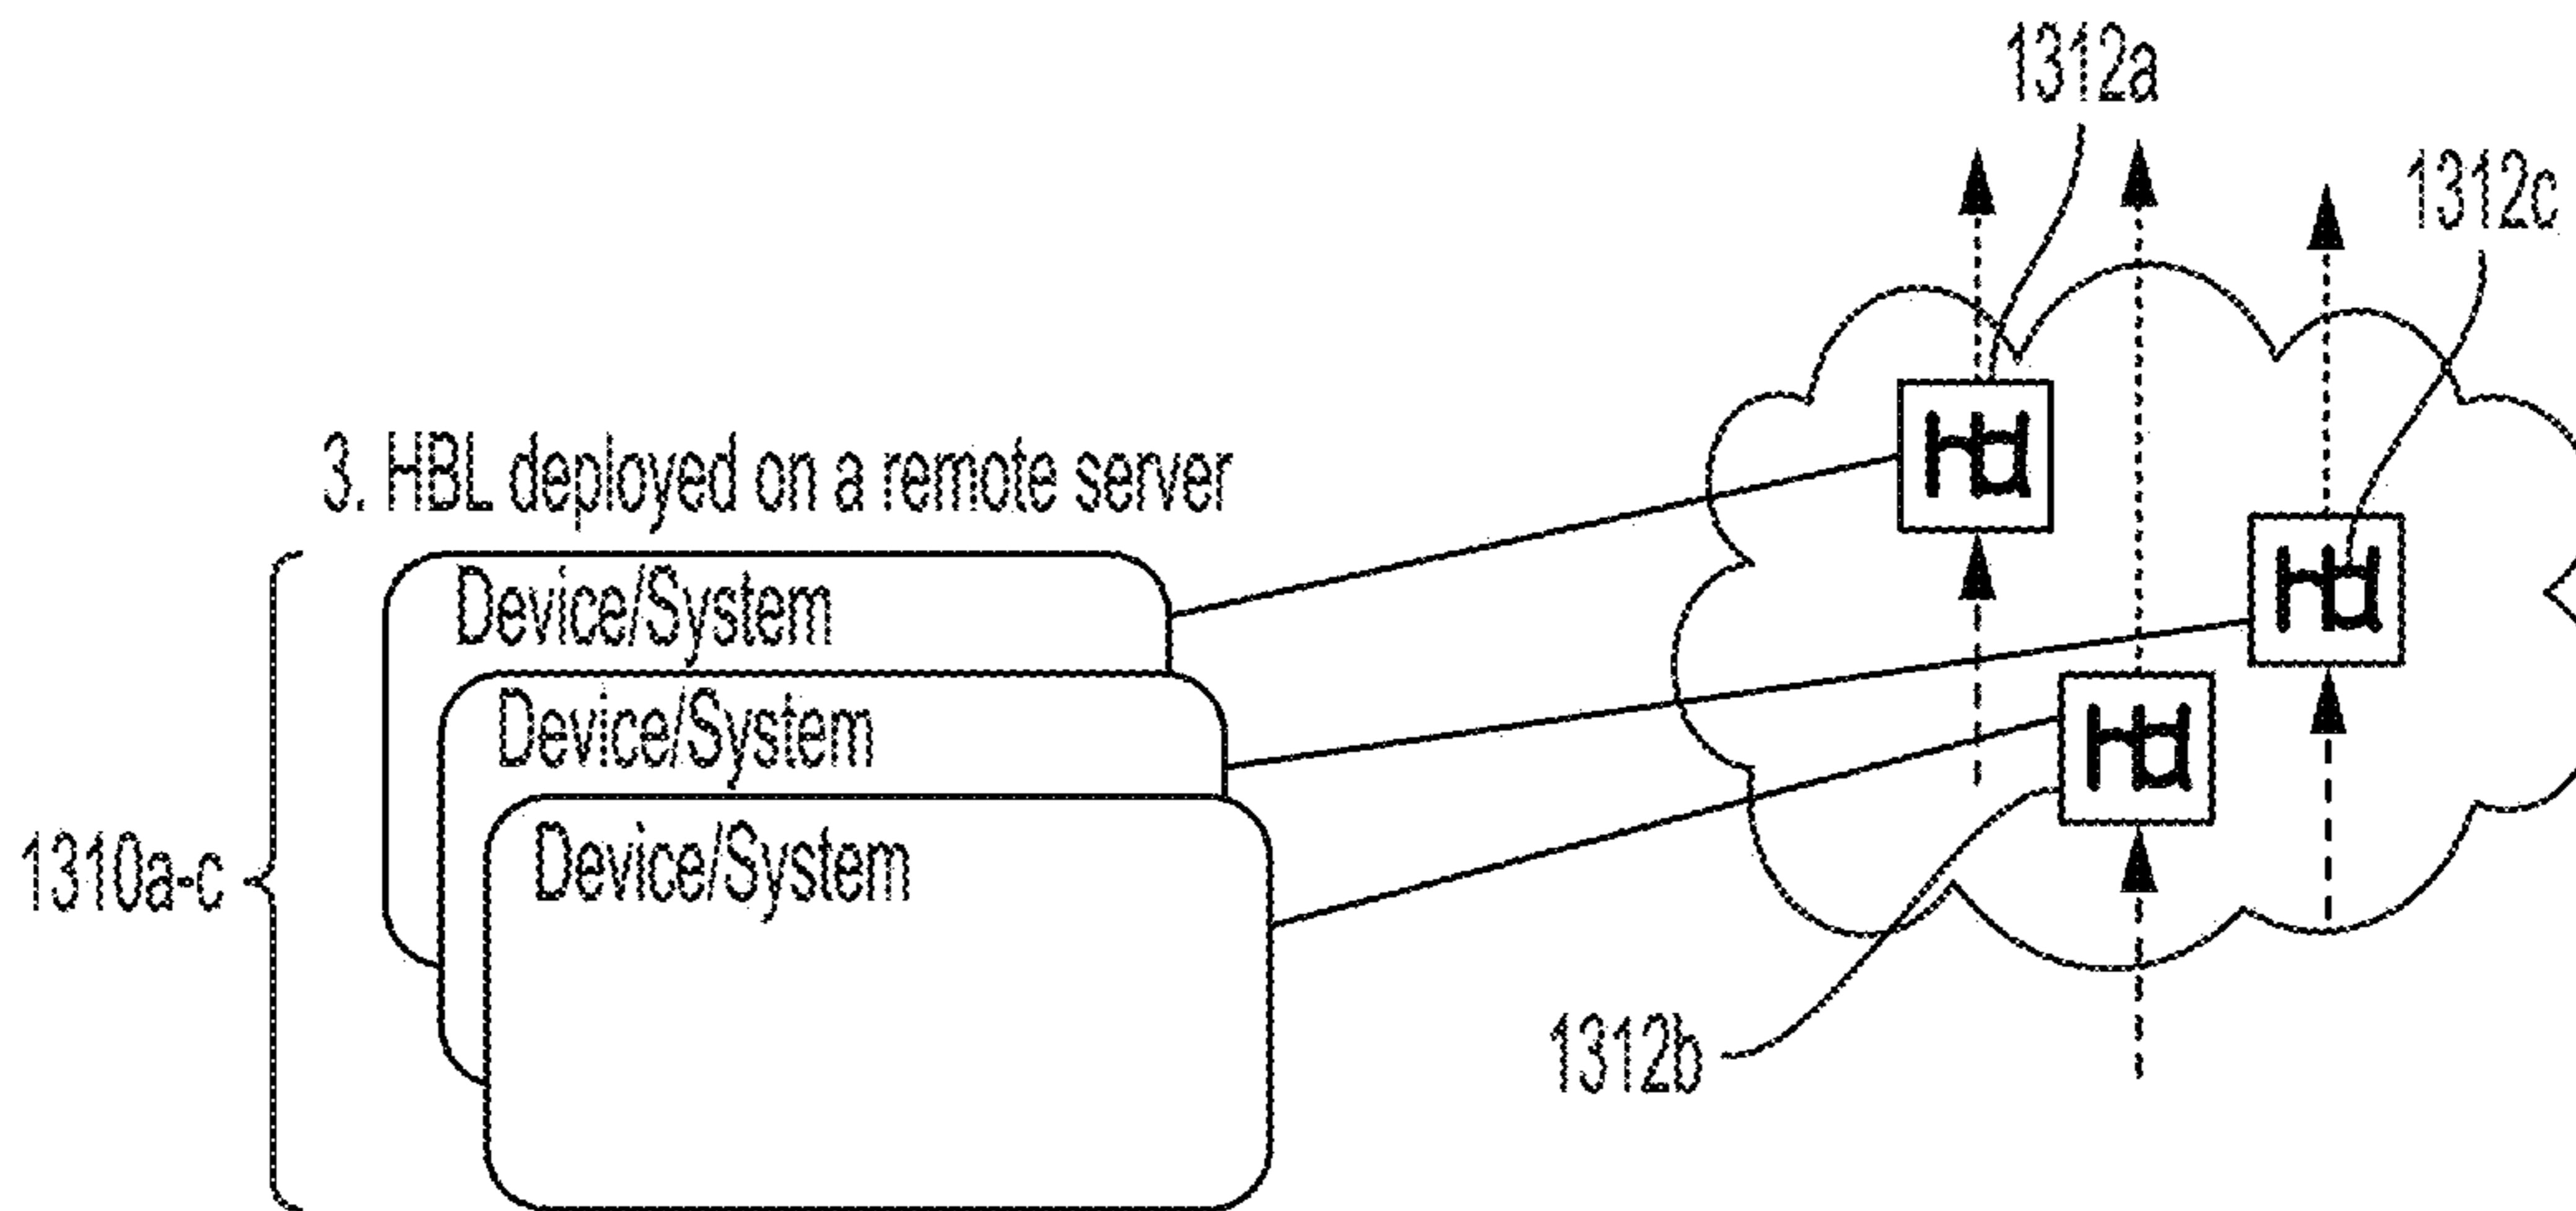 1312a
1312c
3. HBL deployed on a remote server
Device/System
Device/System
Device/System
1310a-c
1312b